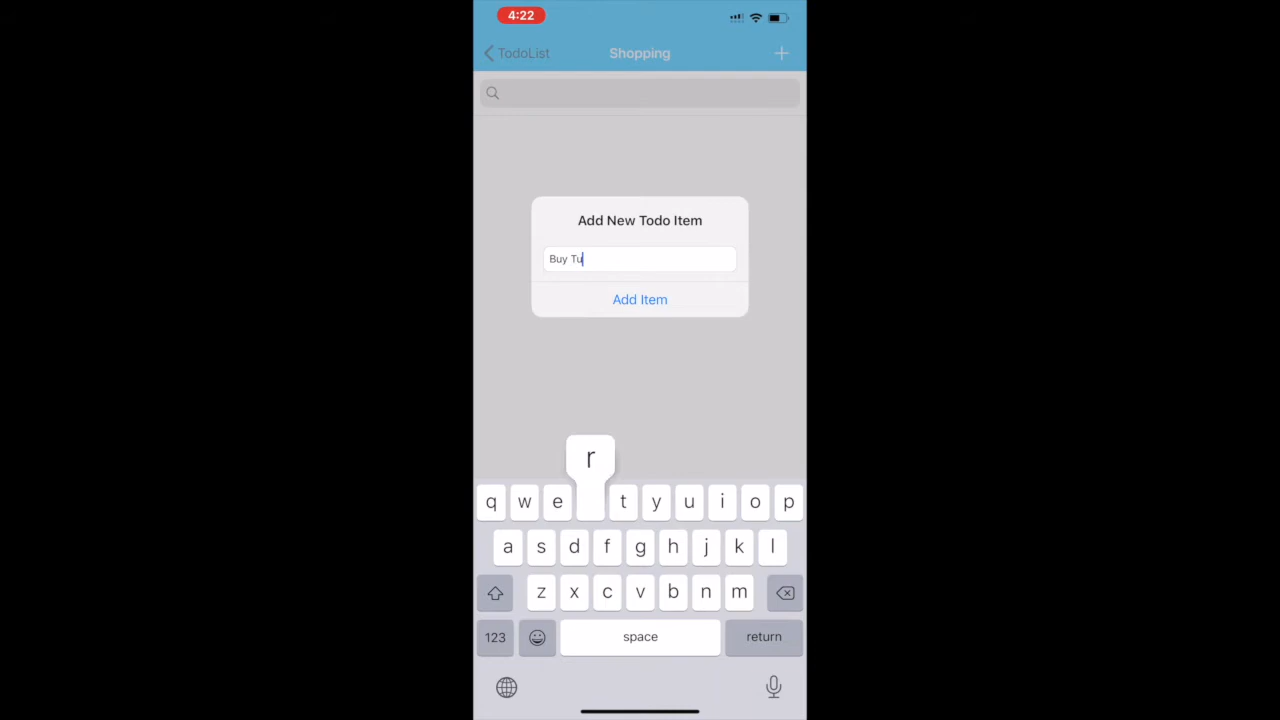 4:22
TodoList Shopping +
Add New Todo Item
Buy Tu
Add Item
r
q w e t y u i o p
a s d f g h j k l
z x c v b n m
123 space return